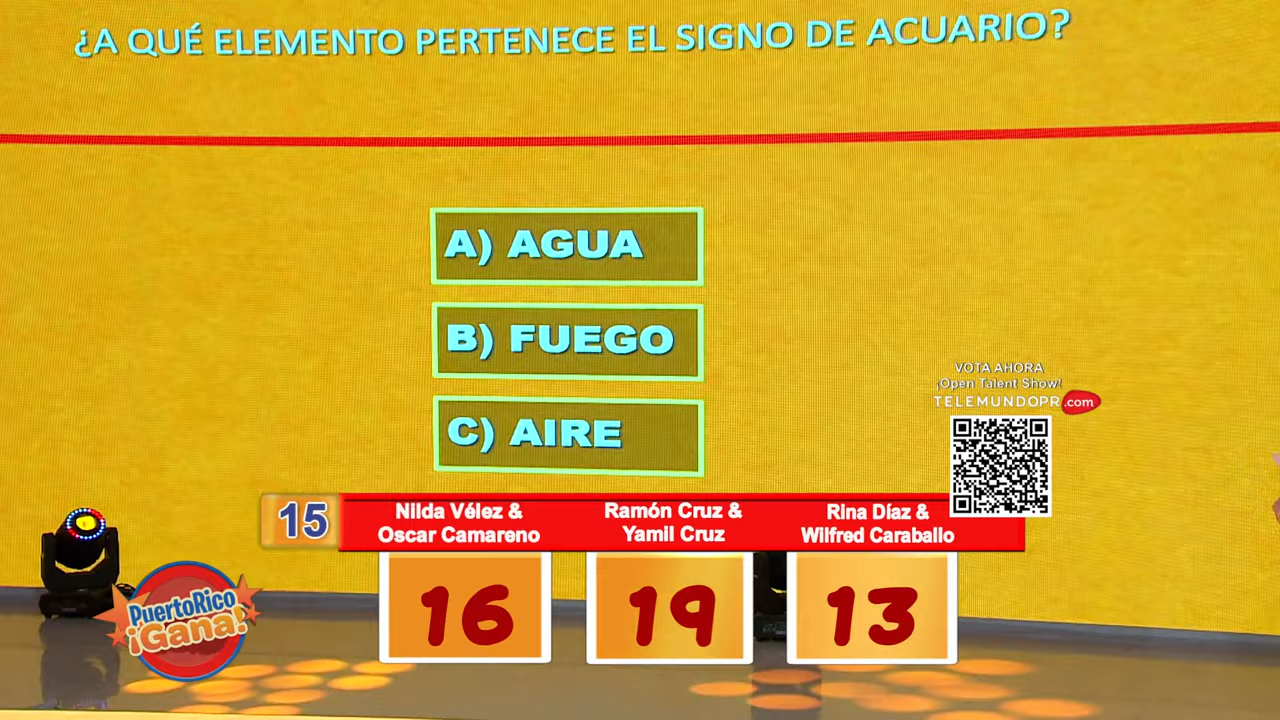 ¿A QUÉ ELEMENTO PERTENECE EL SIGNO DE ACUARIO?
A) AGUA
B) FUEGO
C) AIRE
VOTA AHORA
¡Open Talent Show!
TELEMUNDOPR.com
15
Nilda Vélez &
Oscar Camareno
Ramón Cruz &
Yamil Cruz
Rina Díaz &
Wilfred Caraballo
16
19
13
PuertoRico
¡Gana!